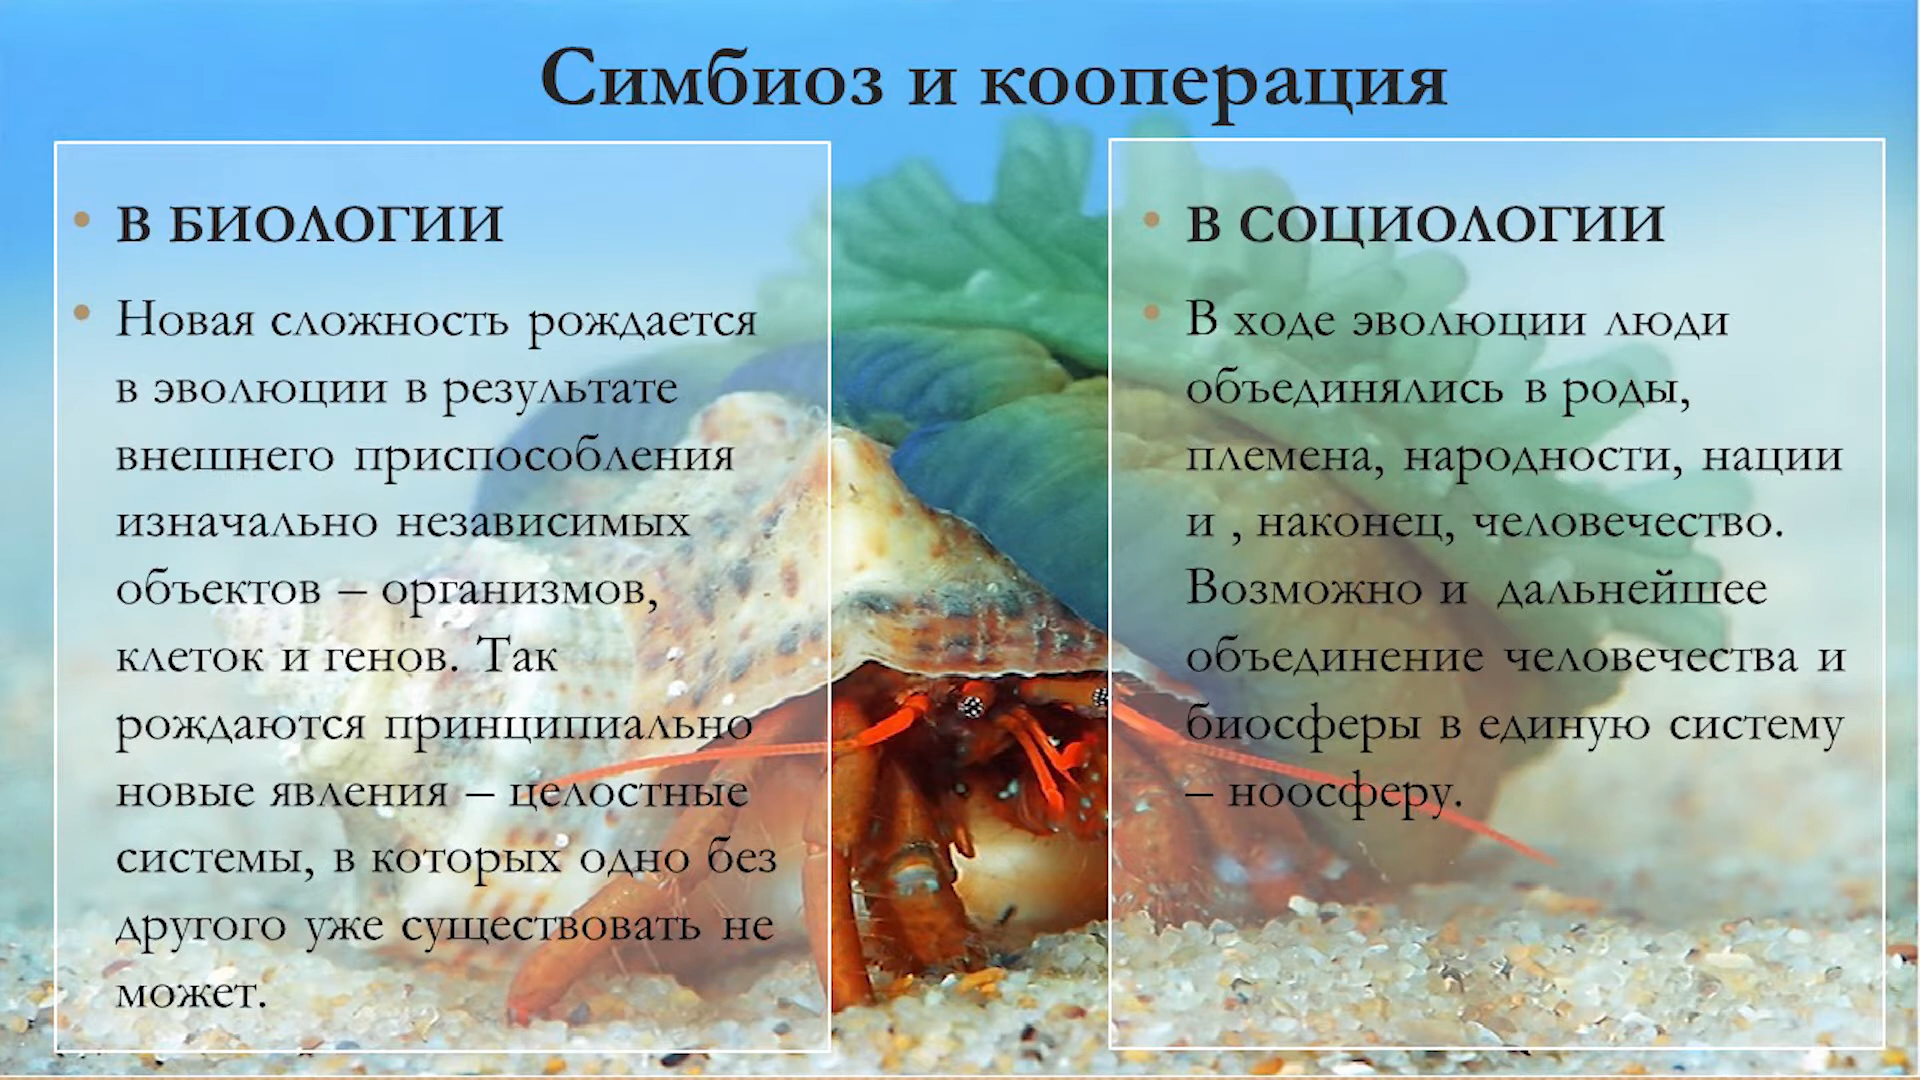 Симбиоз и кооперация
• В БИОЛОГИИ
• Новая сложность рождается
в эволюции в результате
внешнего приспособления
изначально независимых
объектов – организмов,
клеток и генов. Так
рождаются принципиально
новые явления – целостные
системы, в которых одно без
другого уже существовать не
может.
• В СОЦИОЛОГИИ
• В ходе эволюции люди
объединялись в роды,
племена, народности, нации
и , наконец, человечество.
Возможно и дальнейшее
объединение человечества и
биосферы в единую систему
– ноосферу.